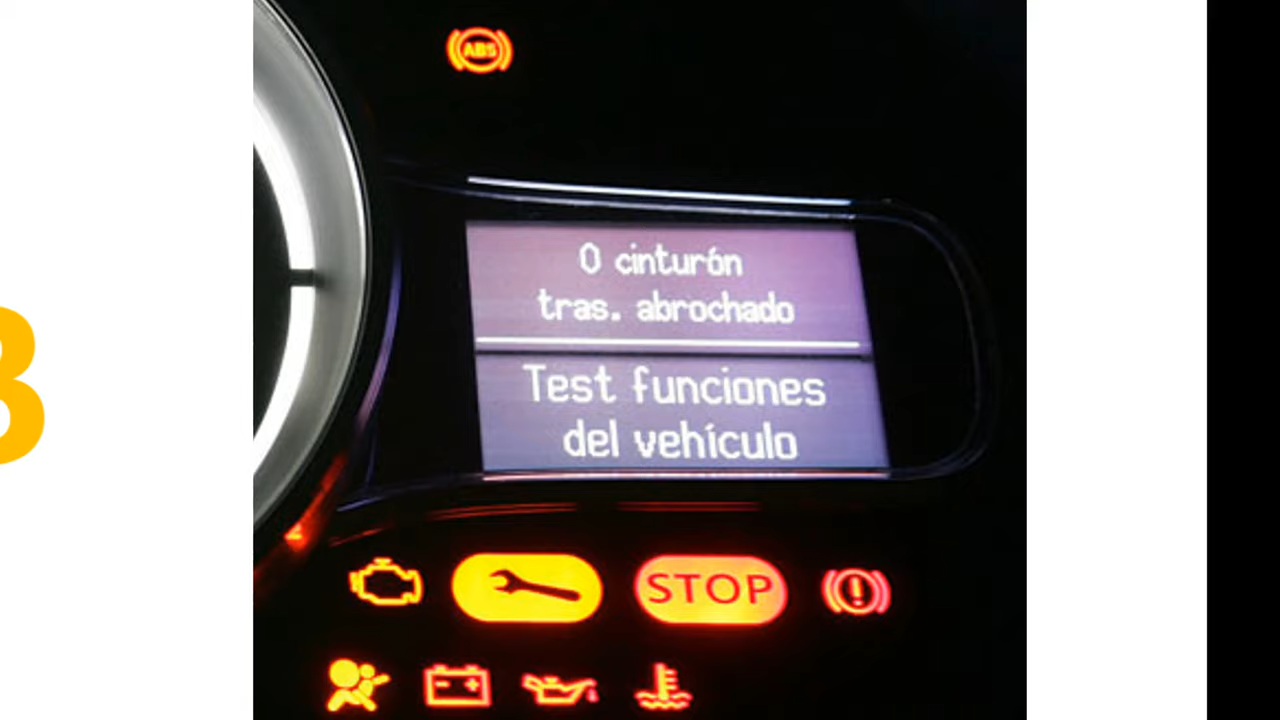 ABS
0 cinturón
tras. abrochado
Test funciones
del vehículo
STOP